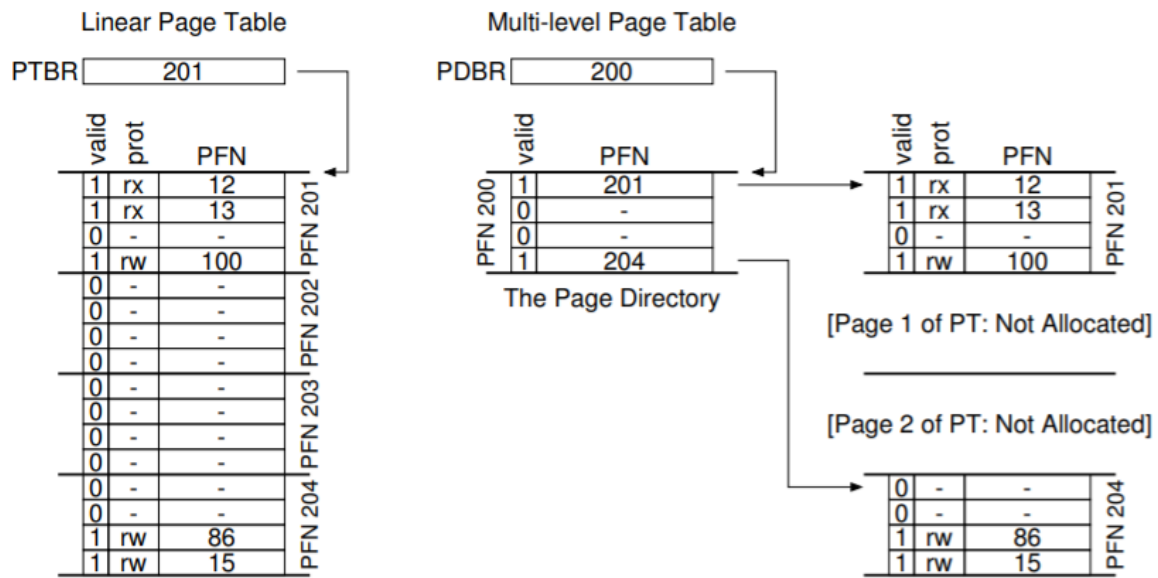 Linear Page Table
PTBR 201
valid prot PFN
1 rx 12
1 rx 13
0 - -
1 rw 100
PFN 201
0 - -
0 - -
0 - -
0 - -
PFN 202
0 - -
0 - -
0 - -
0 - -
PFN 203
0 - -
0 - -
1 rw 86
1 rw 15
PFN 204
Multi-level Page Table
PDBR 200
valid PFN
PFN 200
1 201
0 -
0 -
1 204
The Page Directory
valid prot PFN
1 rx 12
1 rx 13
0 - -
1 rw 100
PFN 201
[Page 1 of PT: Not Allocated]
[Page 2 of PT: Not Allocated]
0 - -
0 - -
1 rw 86
1 rw 15
PFN 204